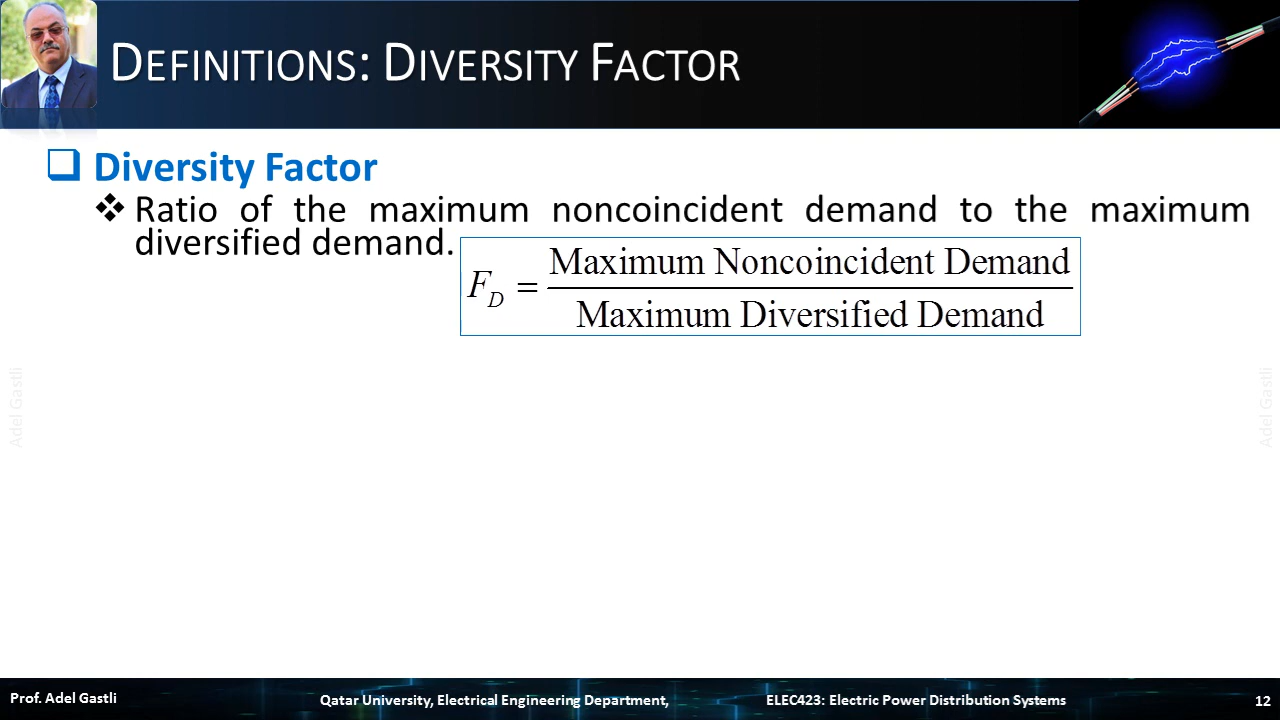 DEFINITIONS: DIVERSITY FACTOR
Diversity Factor
Ratio of the maximum noncoincident demand to the maximum
diversified demand.
F_D = Maximum Noncoincident Demand
Maximum Diversified Demand
Adel Gastli
Adel Gastli
Prof. Adel Gastli
Qatar University, Electrical Engineering Department,
ELEC423: Electric Power Distribution Systems
12